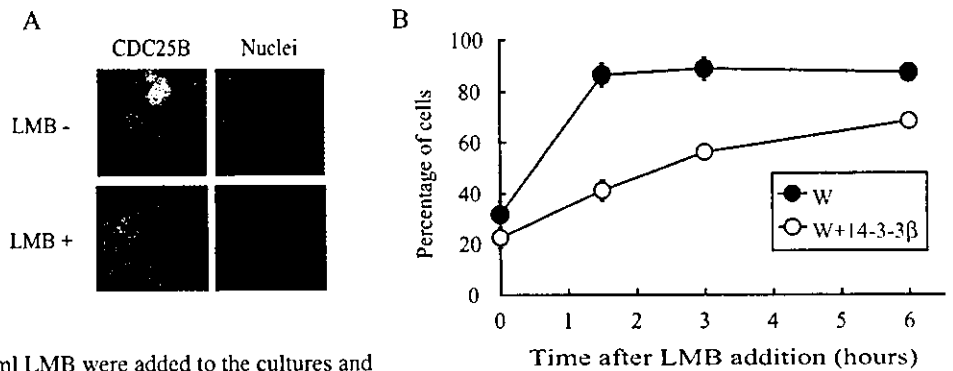 A
CDC25B Nuclei
LMB -
LMB +
B
100
80
60
40
20
0
Percentage of cells
W
W+14-3-3β
0 1 2 3 4 5 6
Time after LMB addition (hours)
ml LMB were added to the cultures and